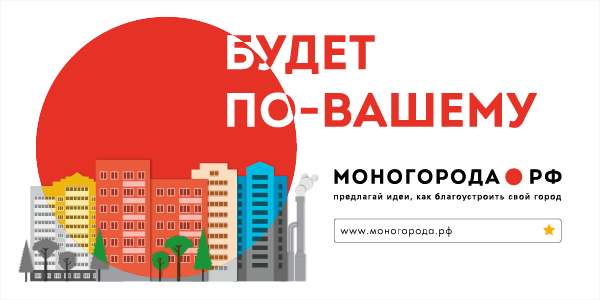 БУДЕТ
ПО-ВАШЕМУ
МОНОГОРОДА РФ
предлагай идеи, как благоустроить свой город
www.моногорода.рф